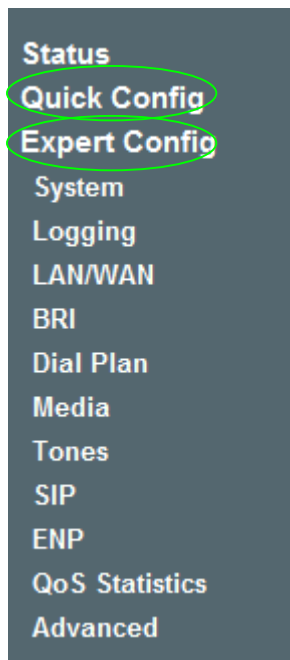 Status
Quick Config
Expert Config
System
Logging
LAN/WAN
BRI
Dial Plan
Media
Tones
SIP
ENP
QoS Statistics
Advanced